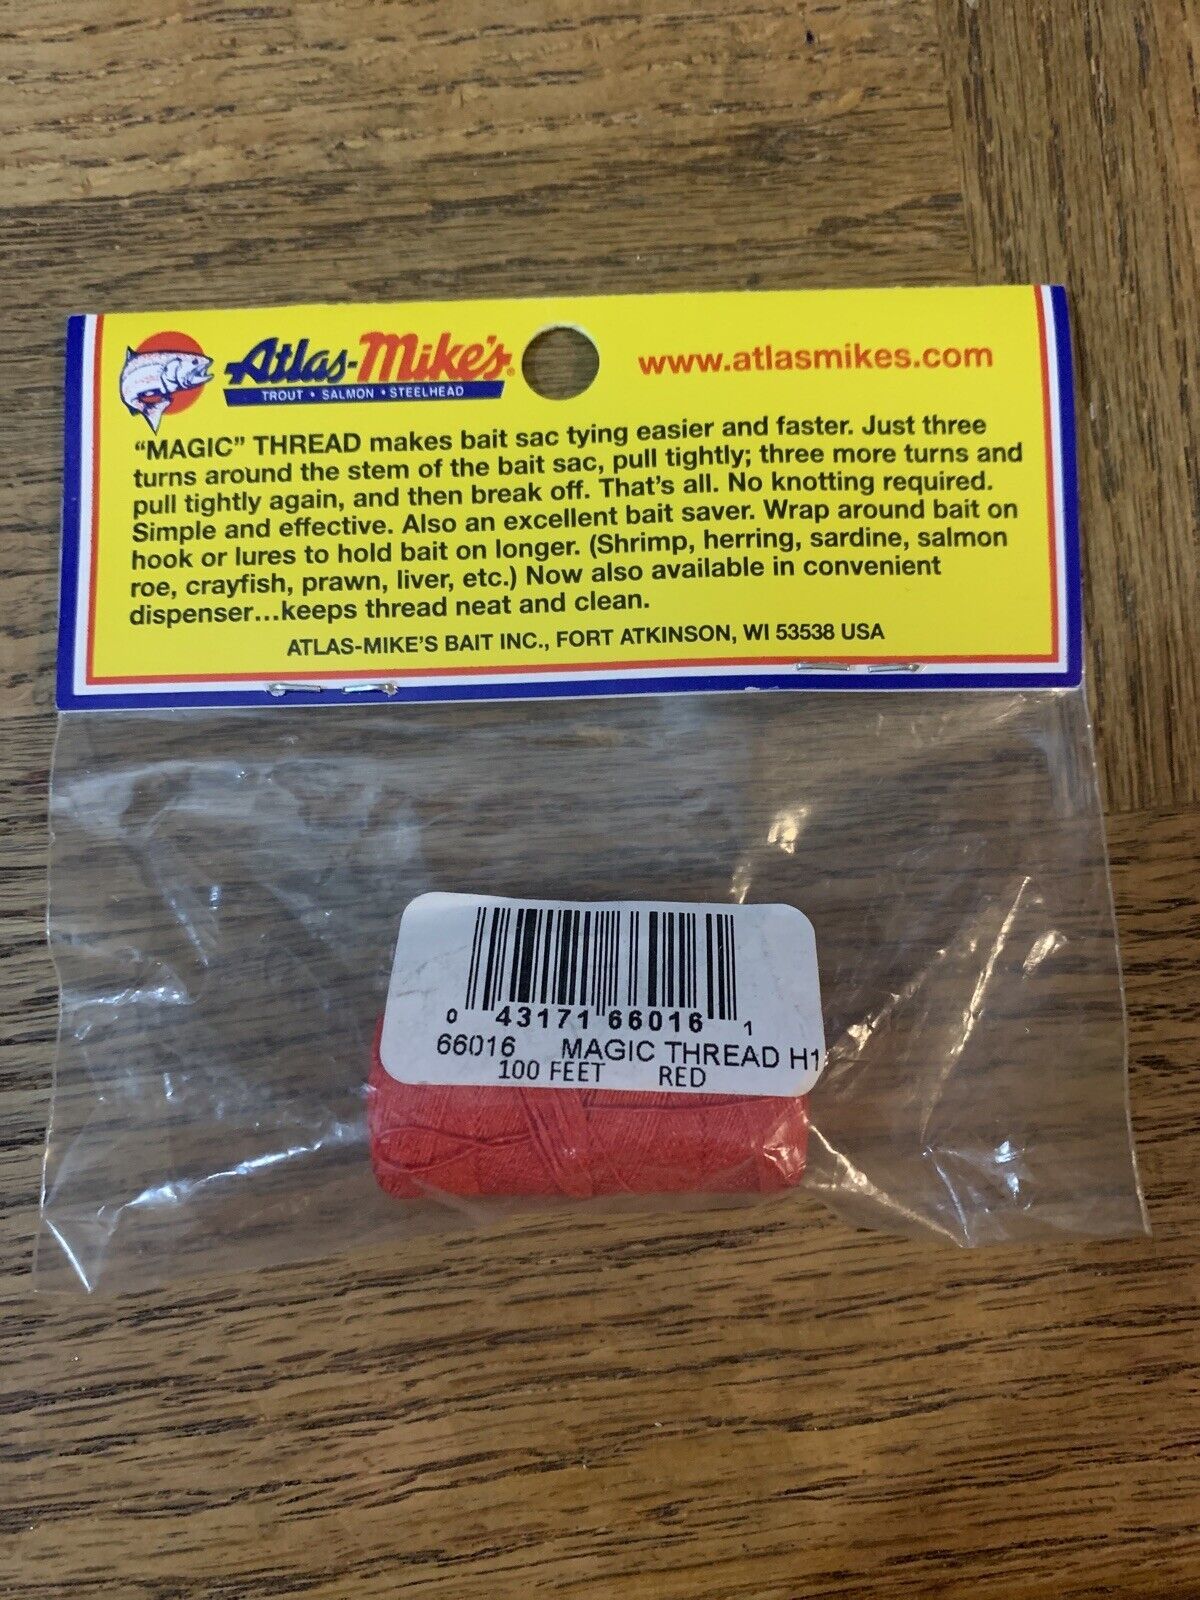 Atlas-Mike's®
TROUT • SALMON • STEELHEAD
www.atlasmikes.com
“MAGIC” THREAD makes bait sac tying easier and faster. Just three
turns around the stem of the bait sac, pull tightly; three more turns and
pull tightly again, and then break off. That’s all. No knotting required.
Simple and effective. Also an excellent bait saver. Wrap around bait on
hook or lures to hold bait on longer. (Shrimp, herring, sardine, salmon
roe, crayfish, prawn, liver, etc.) Now also available in convenient
dispenser...keeps thread neat and clean.
ATLAS-MIKE’S BAIT INC., FORT ATKINSON, WI 53538 USA
0 43171 66016 1
66016 MAGIC THREAD H1
100 FEET RED